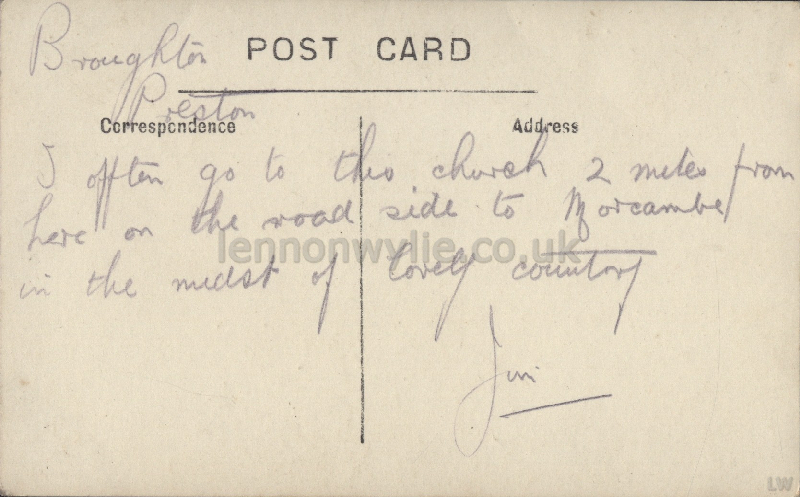 Broughton
POST CARD
Preston
Correspondence
Address
I offten go to this church 2 miles from
here on the road side to Morcambe
lennonwylie.co.uk
in the midst of lovely country
Jim
LW